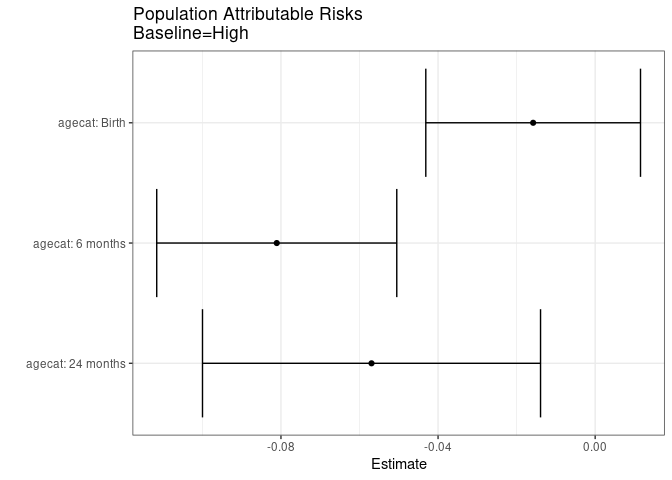 Population Attributable Risks
Baseline=High
agecat: Birth
agecat: 6 months
agecat: 24 months
-0.08
-0.04
0.00
Estimate